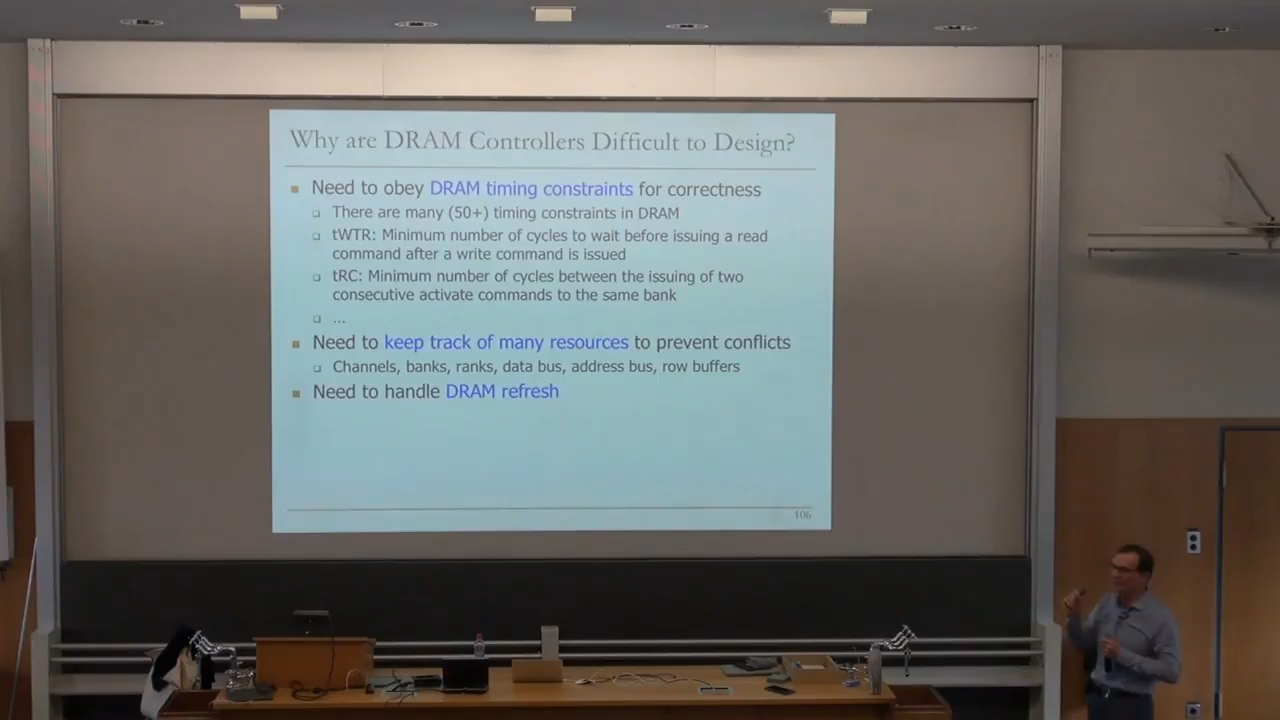 Why are DRAM Controllers Difficult to Design?
Need to obey DRAM timing constraints for correctness
There are many (50+) timing constraints in DRAM
tWTR: Minimum number of cycles to wait before issuing a read
command after a write command is issued
tRC: Minimum number of cycles between the issuing of two
consecutive activate commands to the same bank
...
Need to keep track of many resources to prevent conflicts
Channels, banks, ranks, data bus, address bus, row buffers
Need to handle DRAM refresh
106